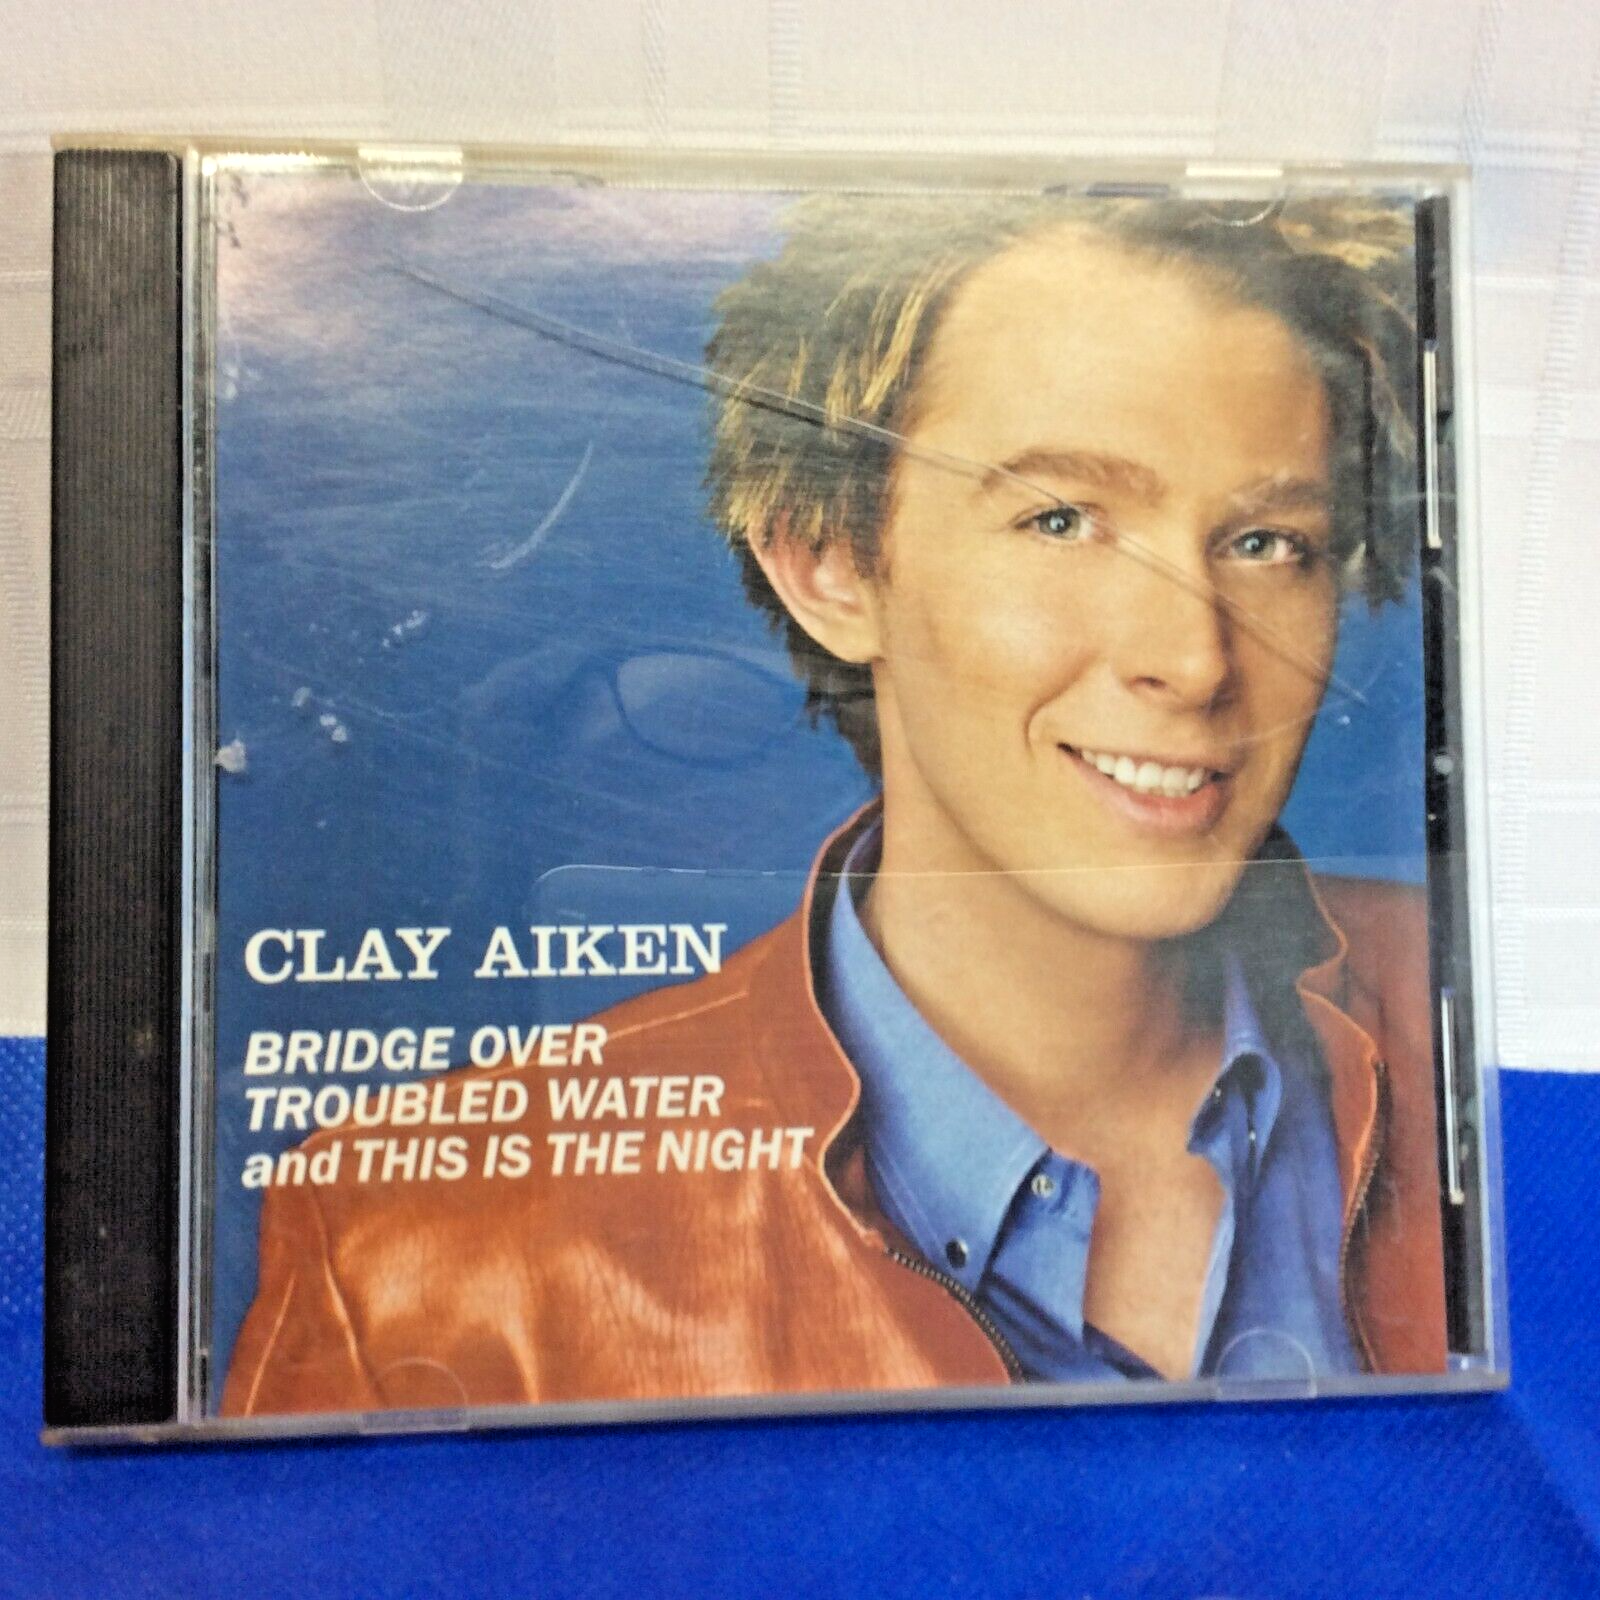 CLAY AIKEN
BRIDGE OVER
TROUBLED WATER
and THIS IS THE NIGHT